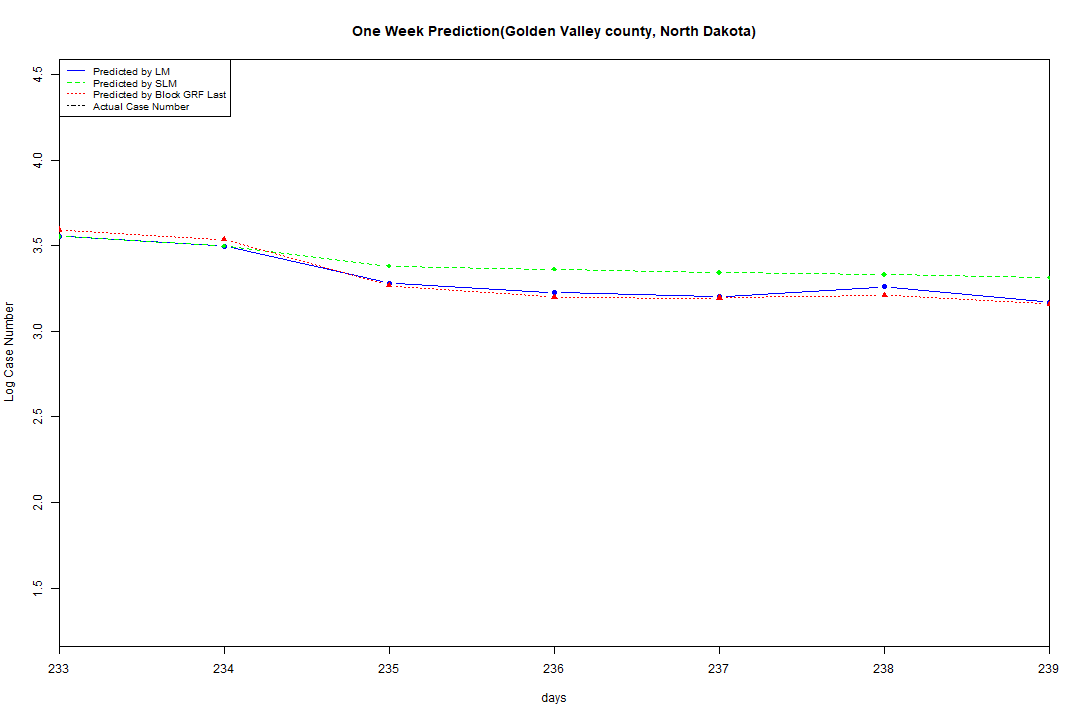 One Week Prediction(Golden Valley county, North Dakota)
Predicted by LM
Predicted by SLM
Predicted by Block GRF Last
Actual Case Number
Log Case Number
4.5
4.0
3.5
3.0
2.5
2.0
1.5
233 234 235 236 237 238 239
days